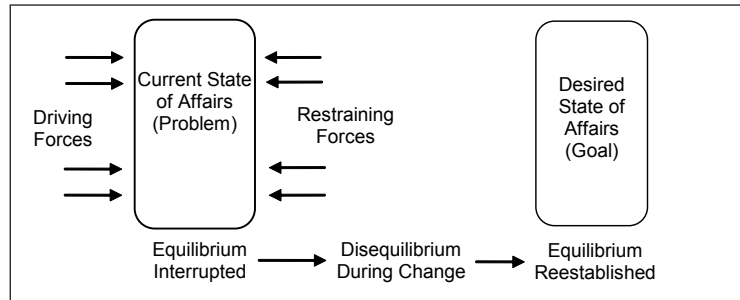 Current State
of Affairs
(Problem)
Driving
Forces
Restraining
Forces
Desired
State of
Affairs
(Goal)
Equilibrium
Interrupted
Disequilibrium
During Change
Equilibrium
Reestablished